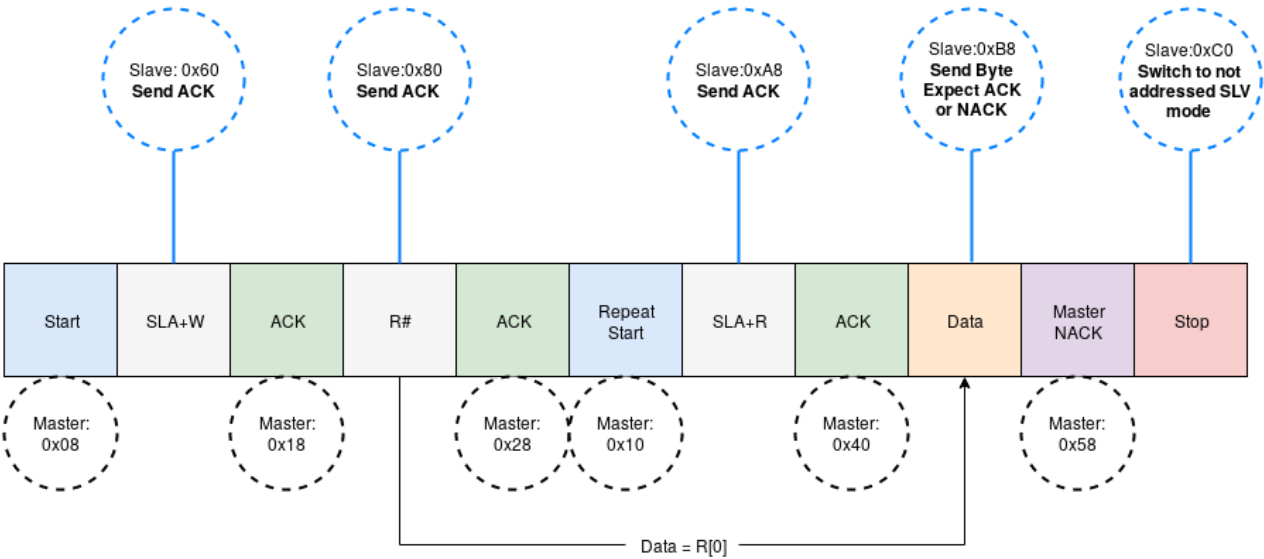 Slave: 0x60
Send ACK
Slave:0x80
Send ACK
Slave:0xA8
Send ACK
Slave:0xB8
Send Byte
Expect ACK
or NACK
Slave:0xC0
Switch to not
addressed SLV
mode
Start
SLA+W
ACK
R#
ACK
Repeat
Start
SLA+R
ACK
Data
Master
NACK
Stop
Master:
0x08
Master:
0x18
Master:
0x28
Master:
0x10
Master:
0x40
Master:
0x58
Data = R[0]